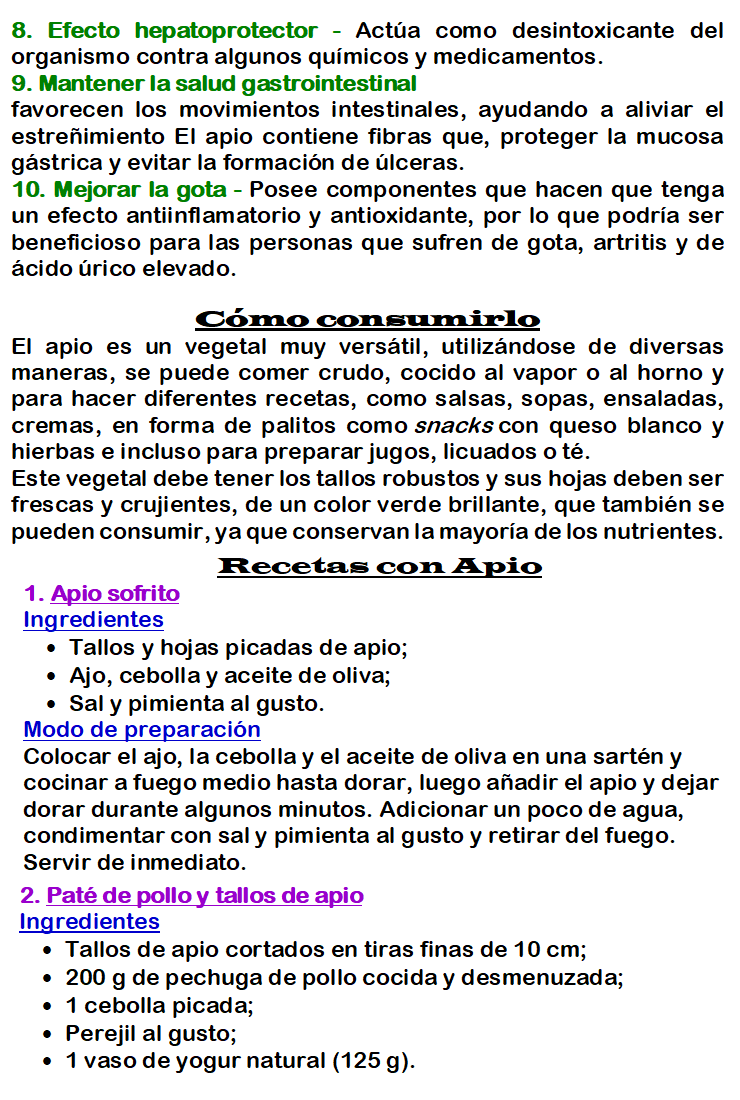 8. Efecto hepatoprotector - Actúa como desintoxicante del
organismo contra algunos químicos y medicamentos.
9. Mantener la salud gastrointestinal
favorecen los movimientos intestinales, ayudando a aliviar el
estreñimiento El apio contiene fibras que, proteger la mucosa
gástrica y evitar la formación de úlceras.
10. Mejorar la gota - Posee componentes que hacen que tenga
un efecto antiinflamatorio y antioxidante, por lo que podría ser
beneficioso para las personas que sufren de gota, artritis y de
ácido úrico elevado.
Cómo consumirlo
El apio es un vegetal muy versátil, utilizándose de diversas
maneras, se puede comer crudo, cocido al vapor o al horno y
para hacer diferentes recetas, como salsas, sopas, ensaladas,
cremas, en forma de palitos como snacks con queso blanco y
hierbas e incluso para preparar jugos, licuados o té.
Este vegetal debe tener los tallos robustos y sus hojas deben ser
frescas y crujientes, de un color verde brillante, que también se
pueden consumir, ya que conservan la mayoría de los nutrientes.
Recetas con Apio
1. Apio sofrito
Ingredientes
• Tallos y hojas picadas de apio;
• Ajo, cebolla y aceite de oliva;
• Sal y pimienta al gusto.
Modo de preparación
Colocar el ajo, la cebolla y el aceite de oliva en una sartén y
cocinar a fuego medio hasta dorar, luego añadir el apio y dejar
dorar durante algunos minutos. Adicionar un poco de agua,
condimentar con sal y pimienta al gusto y retirar del fuego.
Servir de inmediato.
2. Paté de pollo y tallos de apio
Ingredientes
• Tallos de apio cortados en tiras finas de 10 cm;
• 200 g de pechuga de pollo cocida y desmenuzada;
• 1 cebolla picada;
• Perejil al gusto;
• 1 vaso de yogur natural (125 g).